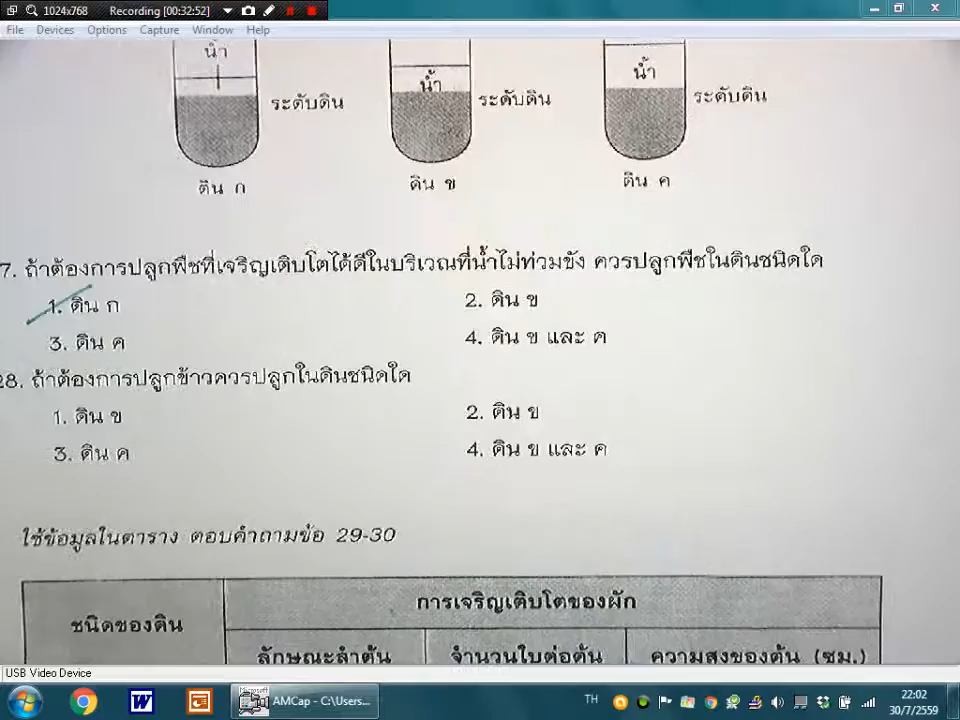 1024x768 Recording [00:32:52]
File Devices Options Capture Window Help
น้ำ น้ำ น้ำ
ระดับดิน ระดับดิน ระดับดิน
ดิน ก ดิน ข ดิน ค
7. ถ้าต้องการปลูกพืชที่เจริญเติบโตได้ดีในบริเวณที่น้ำไม่ท่วมขัง ควรปลูกพืชในดินชนิดใด
1. ดิน ก 2. ดิน ข
3. ดิน ค 4. ดิน ข และ ค
28. ถ้าต้องการปลูกข้าวควรปลูกในดินชนิดใด
1. ดิน ข 2. ดิน ข
3. ดิน ค 4. ดิน ข และ ค
ใช้ข้อมูลในตาราง ตอบคำถามข้อ 29-30
ชนิดของดิน การเจริญเติบโตของผัก
ลักษณะลำต้น จำนวนใบต่อต้น ความสูงของต้น (ซม.)
USB Video Device
Microsoft AMCap - C:\Users... TH 22:02
30/7/2559